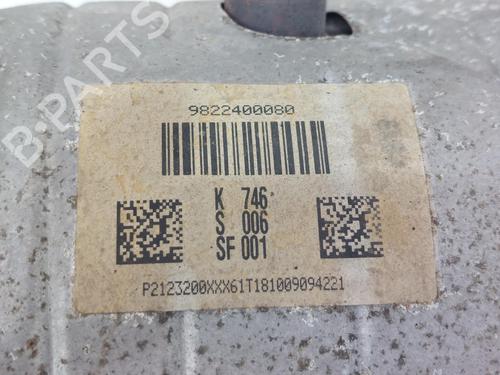 9822400080
K 746
S 006
SF 001
P2123200XXX61T181009094221
B-PARTS